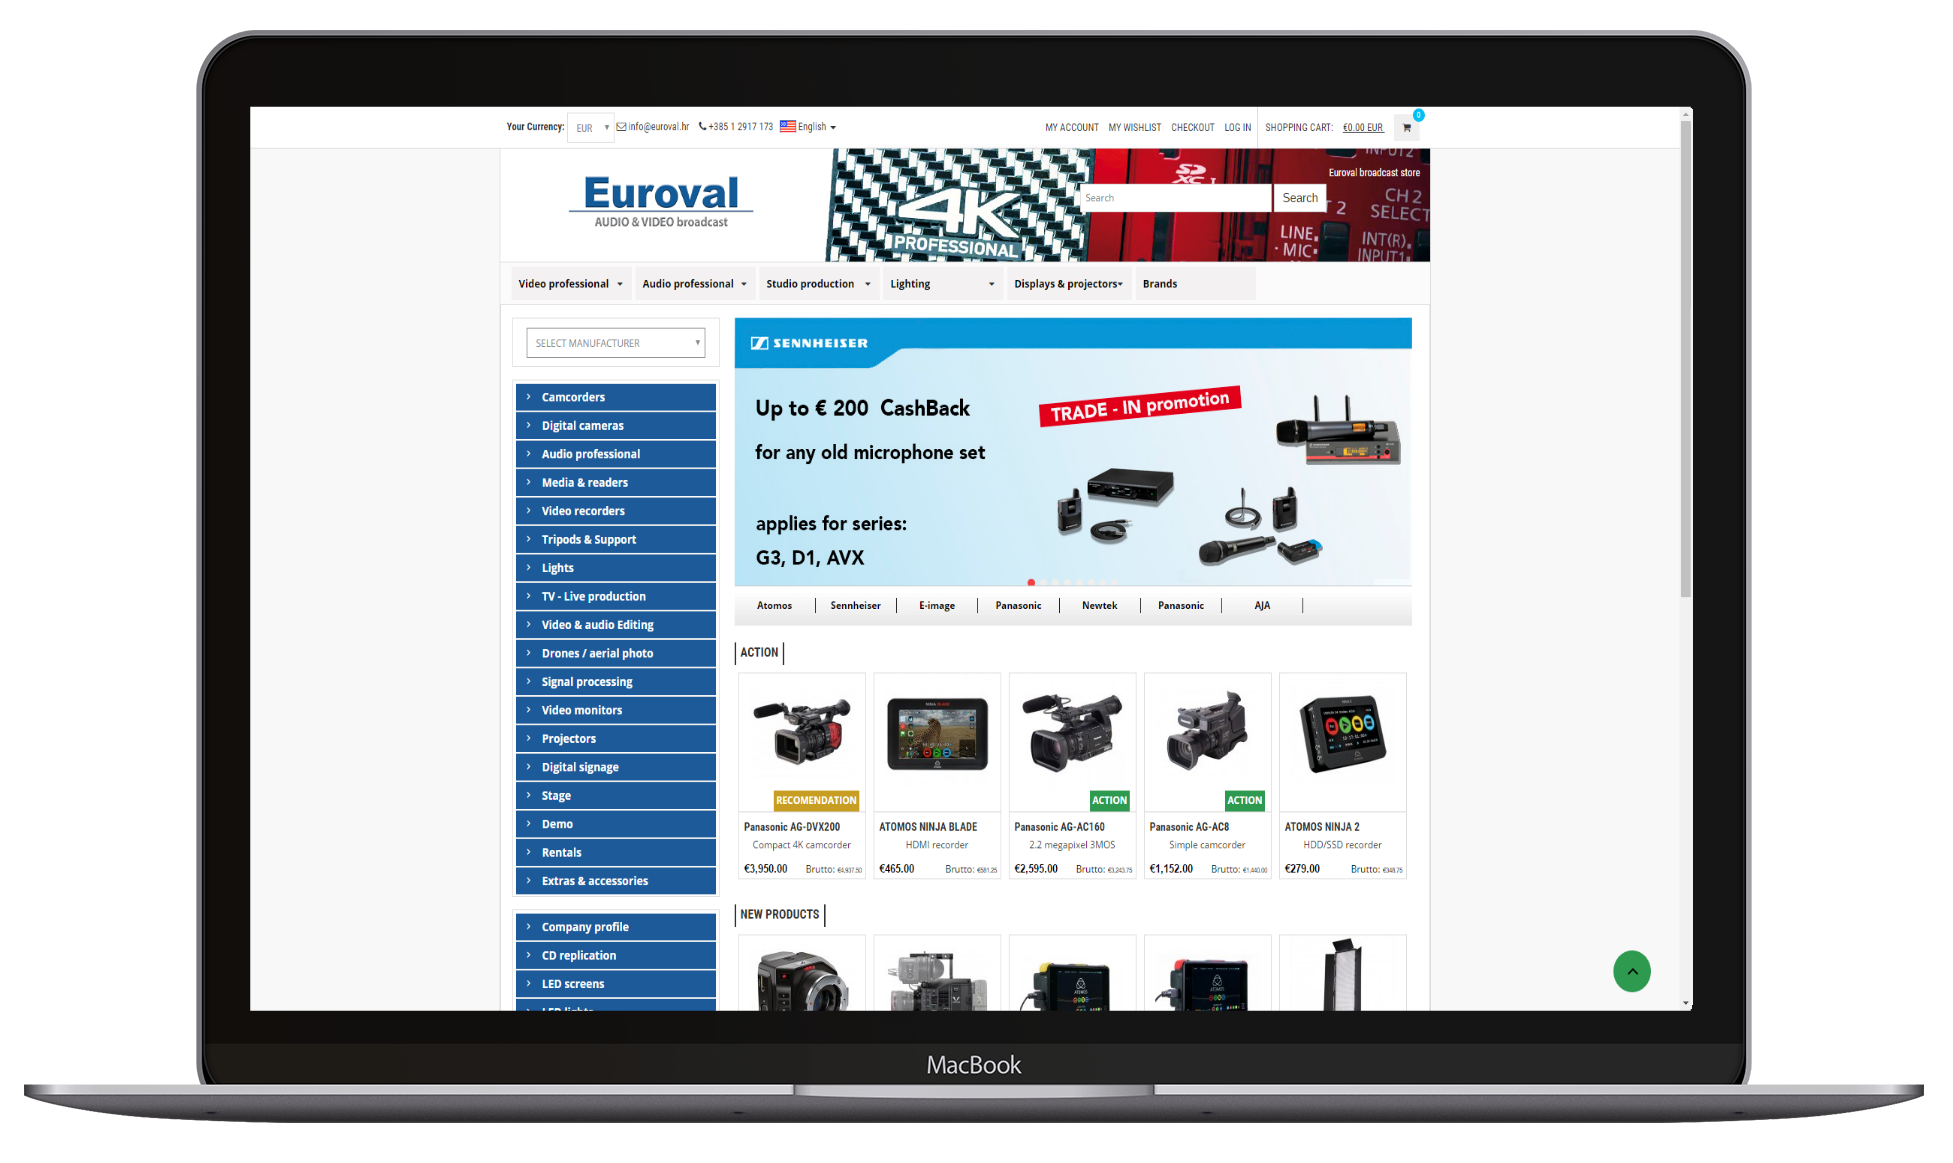 Your Currency: EUR info@euroval.hr +385 1 2917 173 English
MY ACCOUNT MY WISHLIST CHECKOUT LOG IN SHOPPING CART: €0.00 EUR 0
Euroval
AUDIO & VIDEO broadcast
4K
PROFESSIONAL
Euroval broadcast store
Search Search
CH 2
2 SELECT
LINE
MIC
INT(R)
INPUT1
INPUT2
Video professional Audio professional Studio production Lighting Displays & projectors Brands
SELECT MANUFACTURER
Camcorders
Digital cameras
Audio professional
Media & readers
Video recorders
Tripods & Support
Lights
TV - Live production
Video & audio Editing
Drones / aerial photo
Signal processing
Video monitors
Projectors
Digital signage
Stage
Demo
Rentals
Extras & accessories
Company profile
CD replication
LED screens
LED lights
SENNHEISER
Up to € 200 CashBack
for any old microphone set
TRADE - IN promotion
applies for series:
G3, D1, AVX
Atomos Sennheiser E-image Panasonic Newtek Panasonic AJA
ACTION
RECOMENDATION
Panasonic AG-DVX200
Compact 4K camcorder
€3,950.00 Brutto: €4,937.50
ATOMOS NINJA BLADE
HDMI recorder
€465.00 Brutto: €581.25
ACTION
Panasonic AG-AC160
2.2 megapixel 3MOS
€2,595.00 Brutto: €3,243.75
ACTION
Panasonic AG-AC8
Simple camcorder
€1,152.00 Brutto: €1,440.00
ATOMOS NINJA 2
HDD/SSD recorder
€279.00 Brutto: €348.75
NEW PRODUCTS
ATOMOS
ATOMOS
MacBook